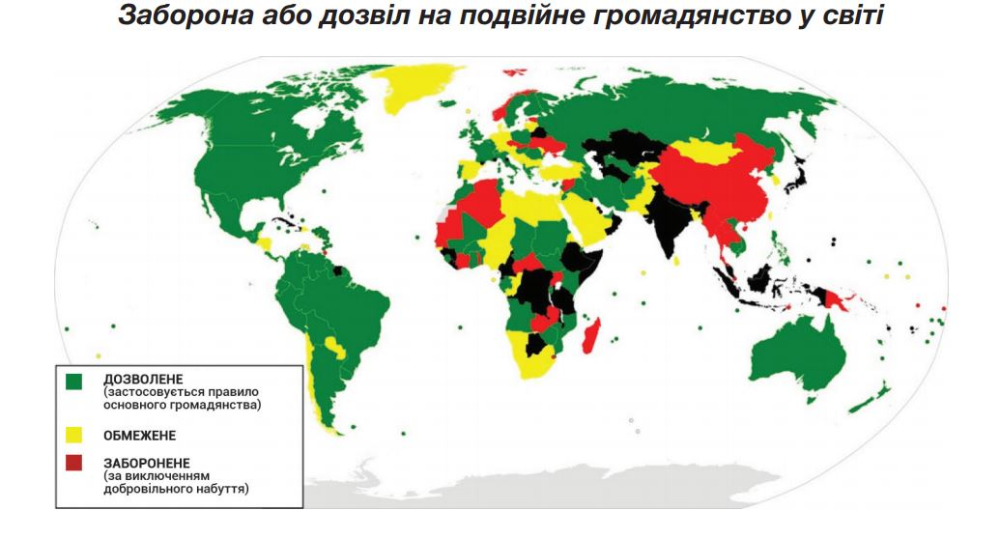 Заборона або дозвіл на подвійне громадянство у світі
ДОЗВОЛЕНЕ
(застосовується правило
основного громадянства)
ОБМЕЖЕНЕ
ЗАБОРОНЕНЕ
(за виключенням
добровільного набуття)